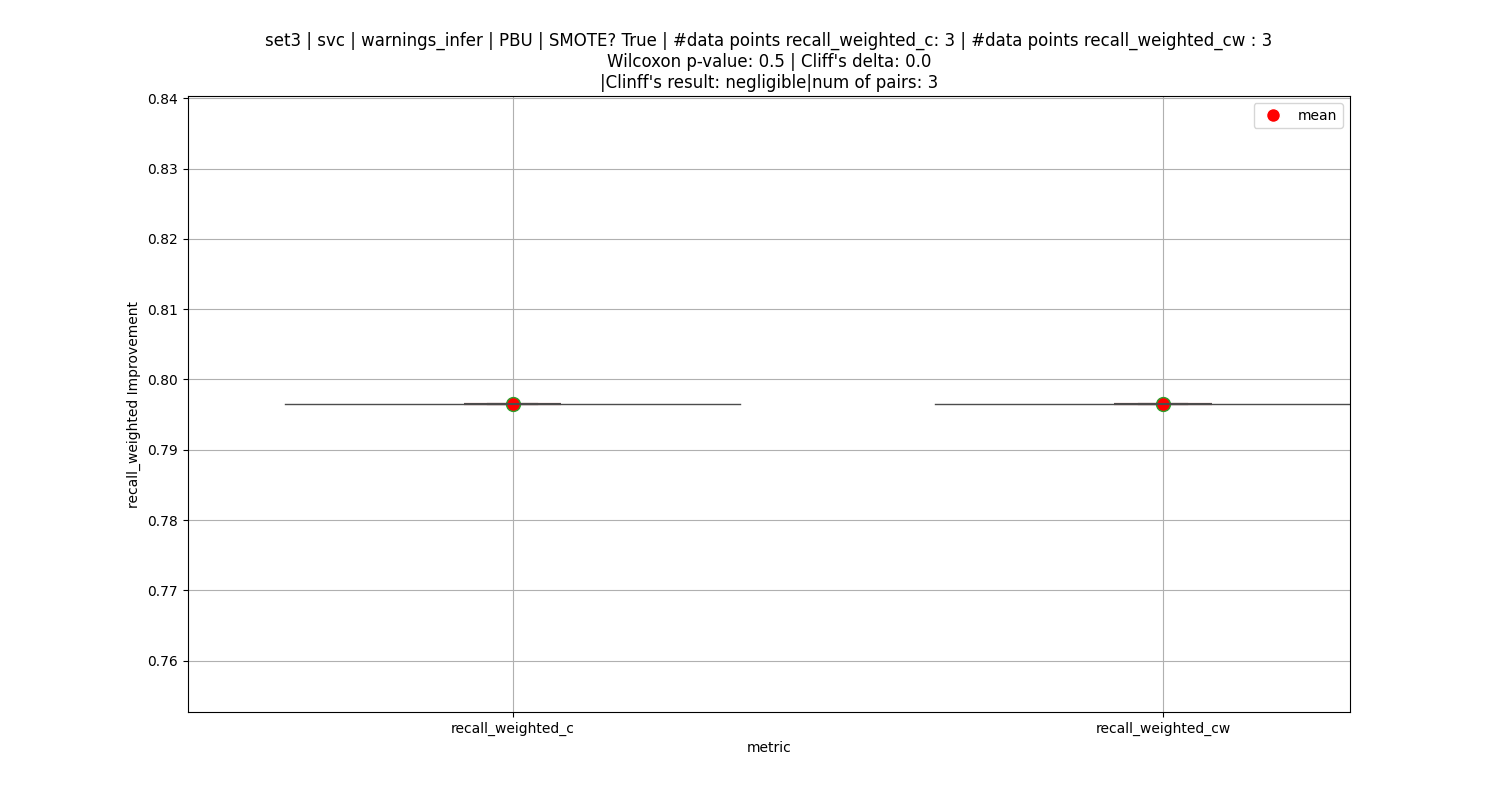 set3 | svc | warnings_infer | PBU | SMOTE? True | #data points recall_weighted_c: 3 | #data points recall_weighted_cw : 3
Wilcoxon p-value: 0.5 | Cliff's delta: 0.0
|Clinff's result: negligible|num of pairs: 3
mean
0.84
0.83
0.82
0.81
0.80
0.79
0.78
0.77
0.76
recall_weighted Improvement
recall_weighted_c
recall_weighted_cw
metric